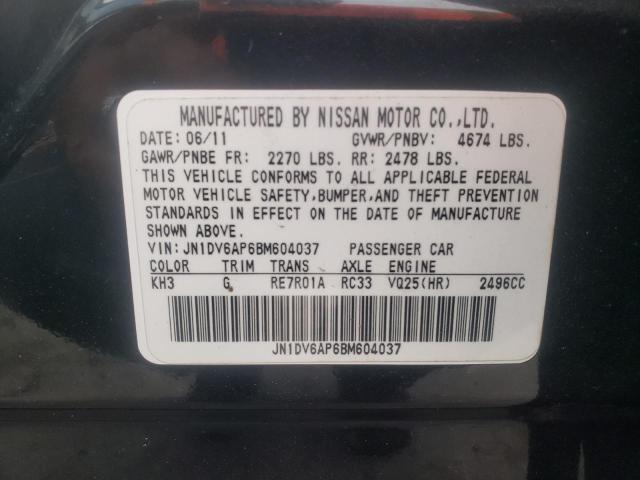 MANUFACTURED BY NISSAN MOTOR CO.,LTD.
DATE: 06/11 GVWR/PNBV: 4674 LBS.
GAWR/PNBE FR: 2270 LBS. RR: 2478 LBS.
THIS VEHICLE CONFORMS TO ALL APPLICABLE FEDERAL
MOTOR VEHICLE SAFETY,BUMPER,AND THEFT PREVENTION
STANDARDS IN EFFECT ON THE DATE OF MANUFACTURE
SHOWN ABOVE.
VIN:JN1DV6AP6BM604037 PASSENGER CAR
COLOR TRIM TRANS AXLE ENGINE
KH3 G RE7R01A RC33 VQ25(HR) 2496CC
JN1DV6AP6BM604037